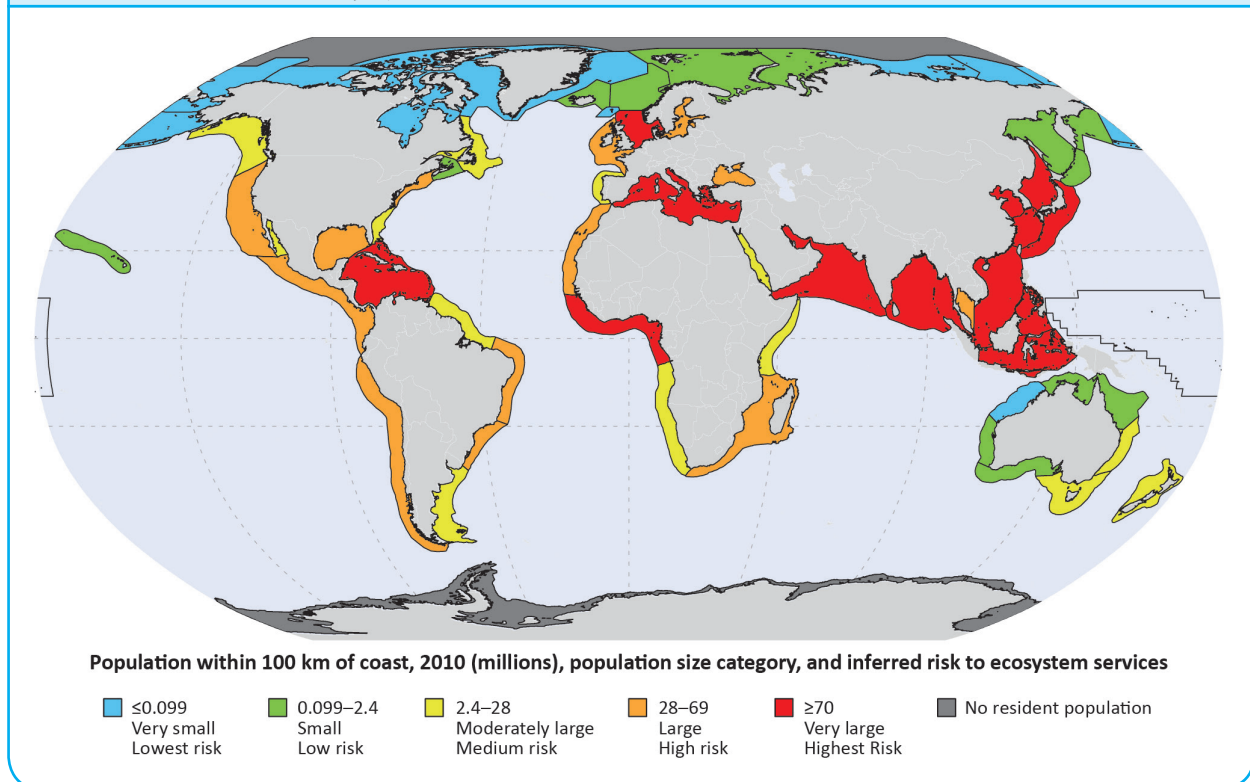 Population within 100 km of coast, 2010 (millions), population size category, and inferred risk to ecosystem services
≤0.099
Very small
Lowest risk
0.099–2.4
Small
Low risk
2.4–28
Moderately large
Medium risk
28–69
Large
High risk
≥70
Very large
Highest Risk
No resident population